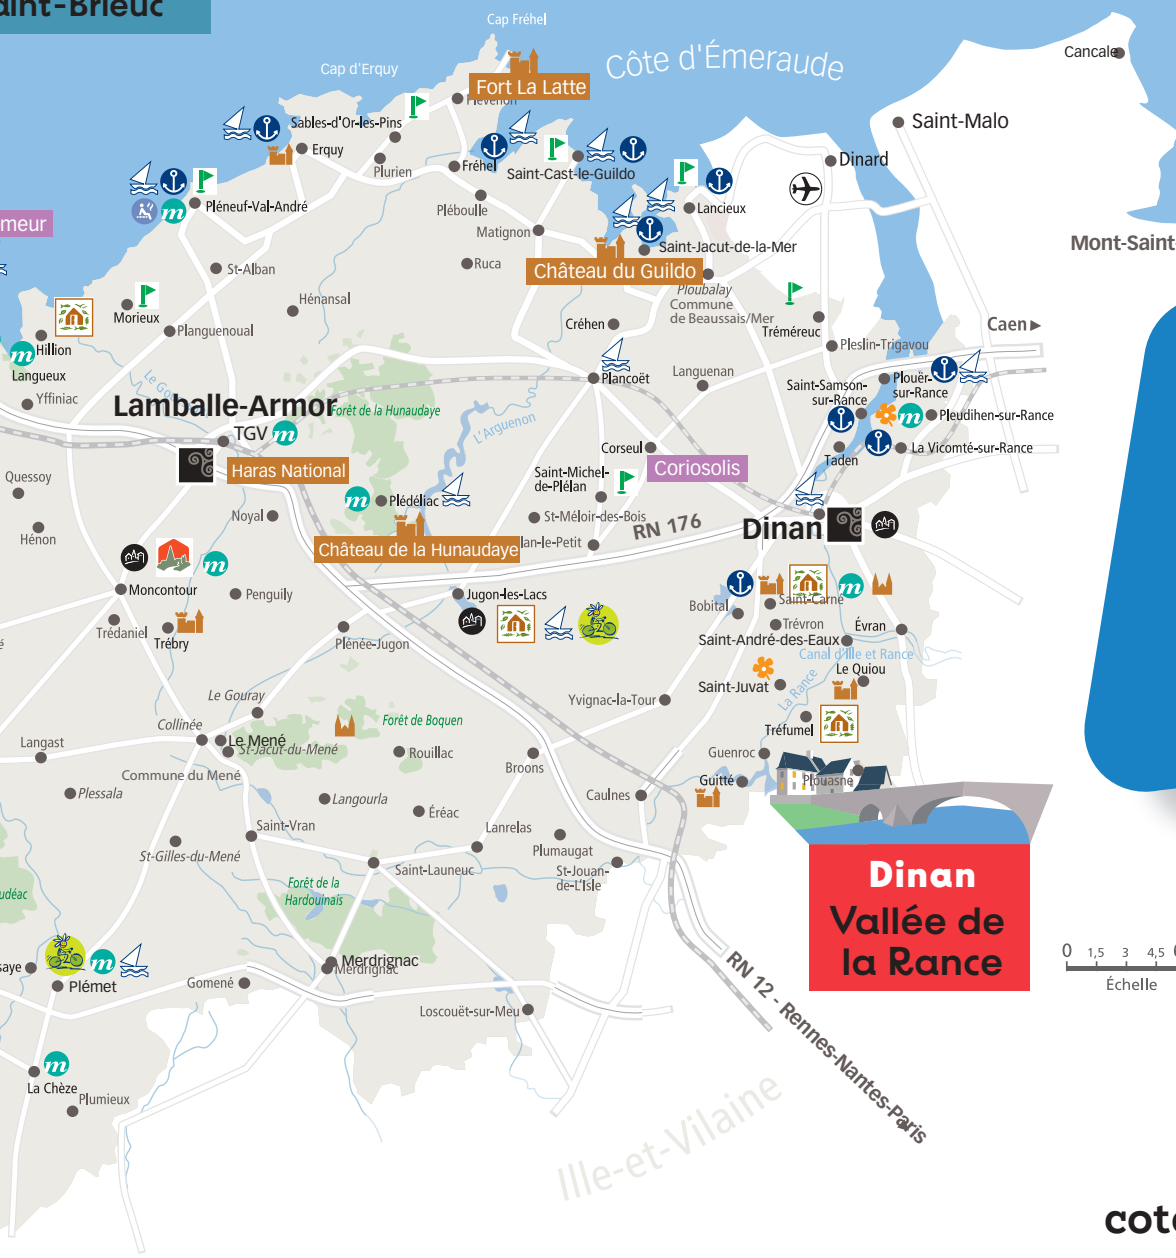 Cap Fréhel
Côte d'Émeraude
Cancale
Cap d'Erquy
Fort La Latte
Plévenon
Sables-d'Or-les-Pins
Saint-Malo
Erquy
Plurien
Fréhel
Saint-Cast-le-Guildo
Dinard
Pléneuf-Val-André
Pléboulle
Lancieux
meur
m
Matignon
Saint-Jacut-de-la-Mer
Mont-Saint
St-Alban
Ruca
Château du Guildo
Ploubalay
Commune
de Beaussais/Mer
Hénansal
Morieux
Planguenoual
Créhen
Tréméreuc
Caen
Hillion
m
Langueux
Pleslin-Trigavou
Yffiniac
Le Gou
Plancoët
Languenan
Saint-Samson-
sur-Rance
Plouër-
sur-Rance
Lamballe-Armor
Forêt de la Hunaudaye
L'Arguenon
m
Pleudihen-sur-Rance
TGV
m
Corseul
La Vicomté-sur-Rance
Taden
Haras National
Coriosolis
Quessoy
Saint-Michel-
de-Plélan
m
Plédéliac
Noyal
St-Méloir-des-Bois
RN 176
Dinan
Hénon
Château de la Hunaudaye
lan-le-Petit
m
Moncontour
Penguily
Jugon-les-Lacs
m
Bobital
Saint-Carné
Trédaniel
Trébry
Plénée-Jugon
Trévron
Évran
Saint-André-des-Eaux
Canal d'Ille et Rance
Le Quiou
Saint-Juvat
La Rance
Le Gouray
Yvignac-la-Tour
Collinée
Forêt de Boquen
Tréfumel
Langast
Le Mené
St-Jacut-du-Mené
Rouillac
Guenroc
Commune du Mené
Broons
Guitté
Plouasne
Plessala
Langourla
Caulnes
Éréac
Saint-Vran
Lanrelas
St-Gilles-du-Mené
Plumaugat
Saint-Launeuc
St-Jouan-
de-L'Isle
Forêt de la
Hardouinais
udéac
Dinan
Vallée de
la Rance
saye
m
Merdrignac
Merdrignac
Plémet
Gomené
Loscouët-sur-Meu
RN 12 - Rennes-Nantes-Paris
0 1,5 3 4,5
Échelle
m
La Chèze
Plumieux
Ille-et-Vilaine
cot